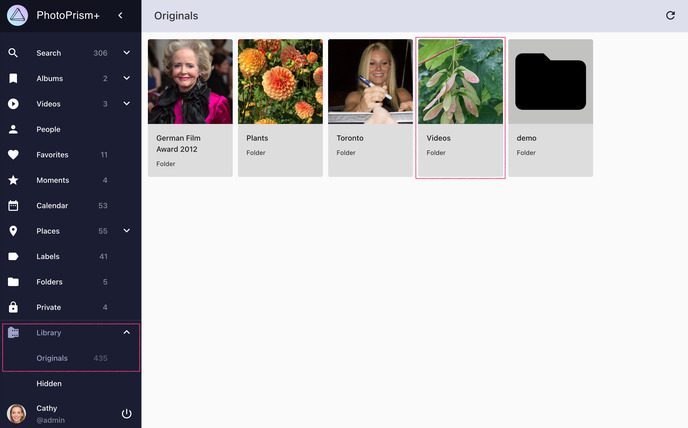 PhotoPrism+
Originals
Search 306
Albums 2
Videos 3
People
Favorites 11
Moments 4
Calendar 53
Places 55
Labels 41
Folders 5
Private 4
Library
Originals 435
Hidden
Cathy
@admin
German Film
Award 2012
Folder
Plants
Folder
Toronto
Folder
Videos
Folder
demo
Folder